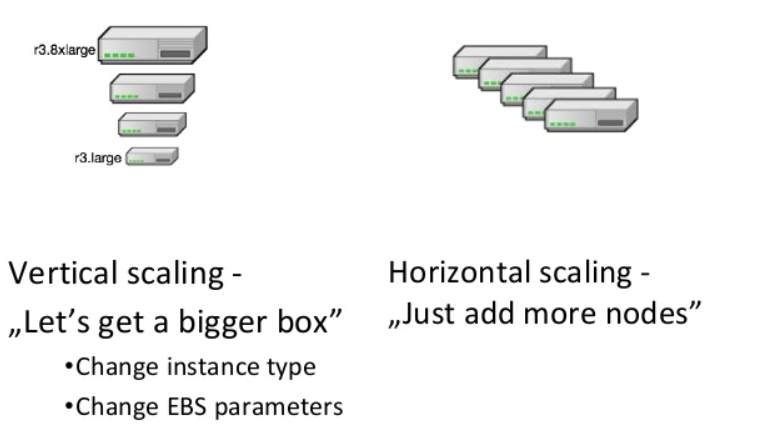 r3.8xlarge
r3.large
Vertical scaling -
„Let’s get a bigger box”
•Change instance type
•Change EBS parameters
Horizontal scaling -
„Just add more nodes”